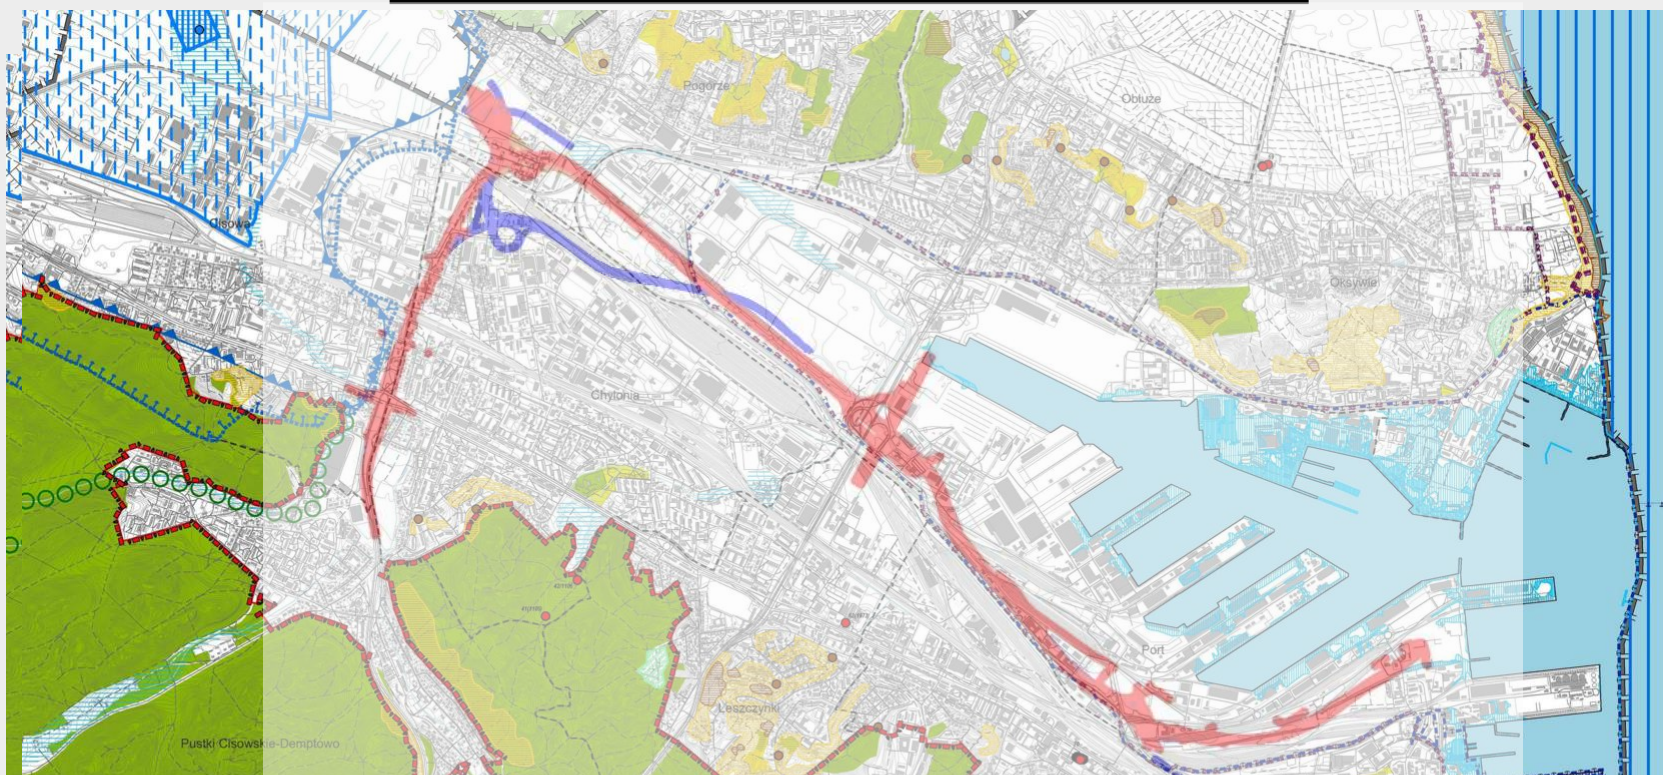 Pogórze
Obłuże
Cisowa
Oksywie
Chylonia
Port
Leszczynki
Pustki Cisowskie-Demptowo